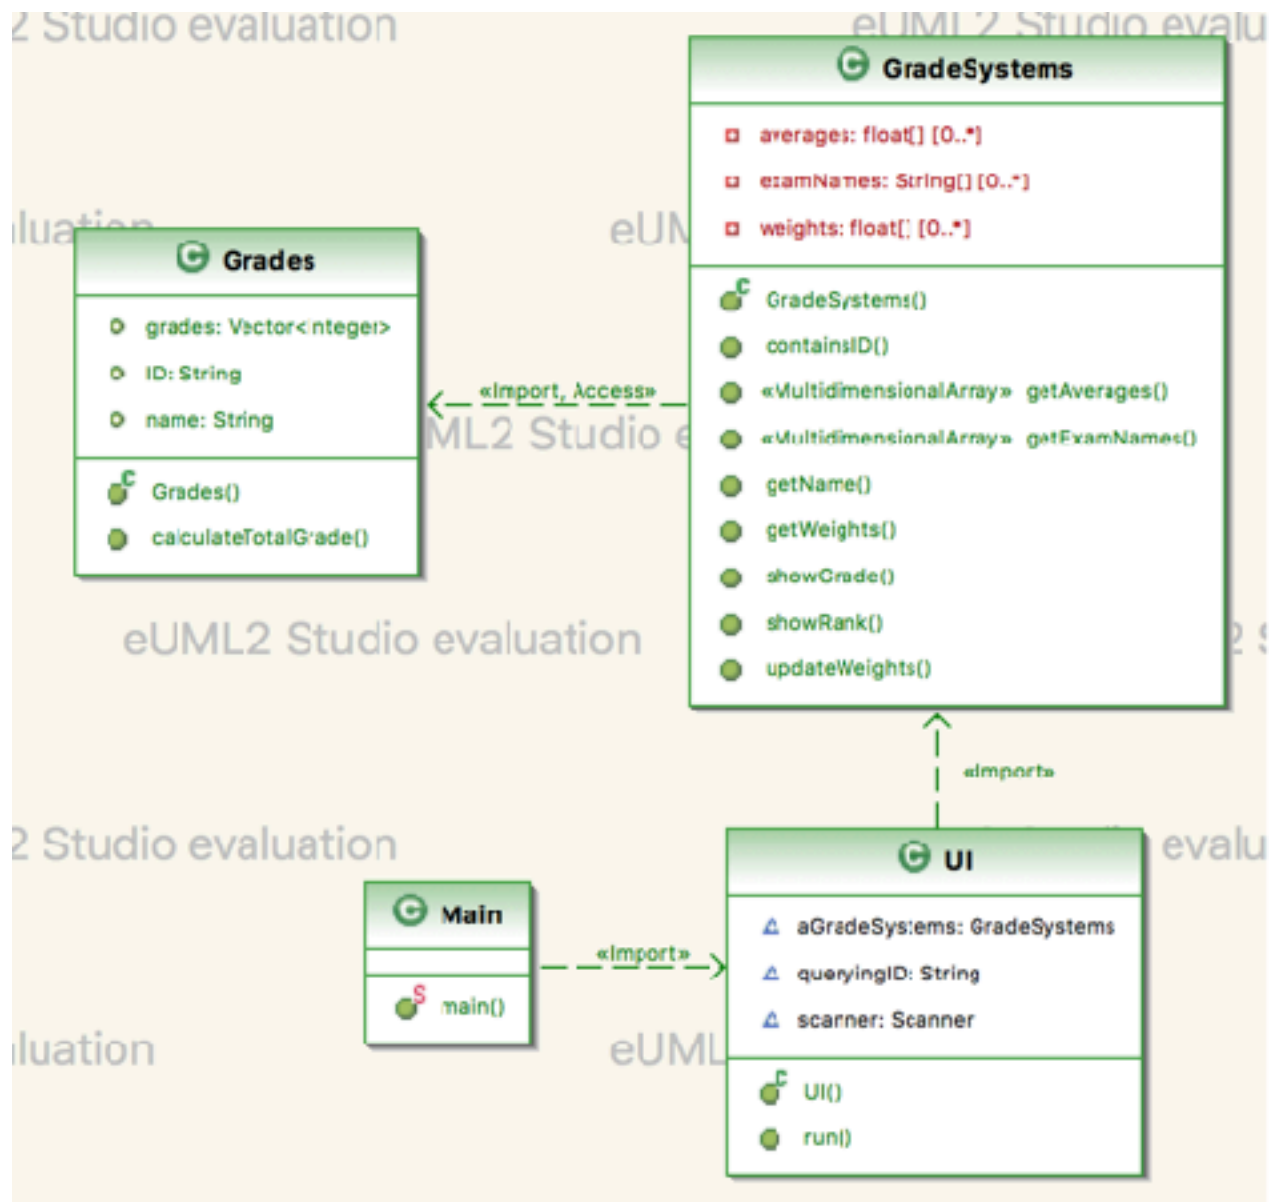 2 Studio evaluation
eUML2 Studio evalu
GradeSystems
averages: float[] [0..*]
examNames: String[] [0..*]
weights: float[] [0..*]
GradeSystems()
containsID()
«MultidimensionalArray» getAverages()
«MultidimensionalArray» getExamNames()
getName()
getWeights()
showGrade()
showRank()
updateWeights()
luation
eUM
Grades
grades: Vector<Integer>
ID: String
name: String
Grades()
calculateTotalGrade()
«Import, Access»
ML2 Studio e
eUML2 Studio evaluation
2 S
«Import»
2 Studio evaluation
evalu
Main
main()
«Import»
UI
aGradeSystems: GradeSystems
queryingID: String
scanner: Scanner
UI()
run()
luation
eUML